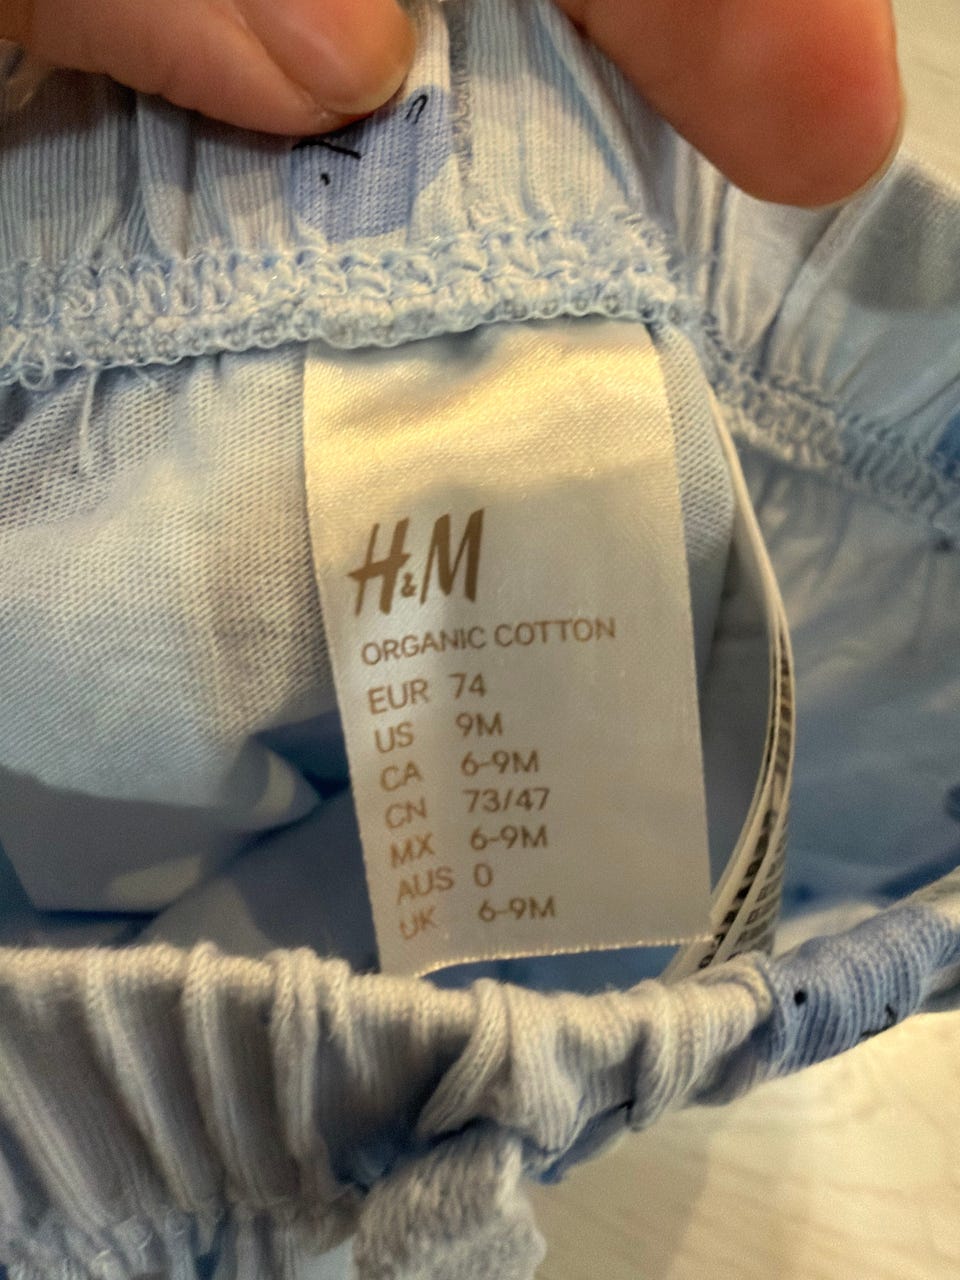 H&M
ORGANIC COTTON
EUR 74
US 9M
CA 6-9M
CN 73/47
MX 6-9M
AUS 0
UK 6-9M